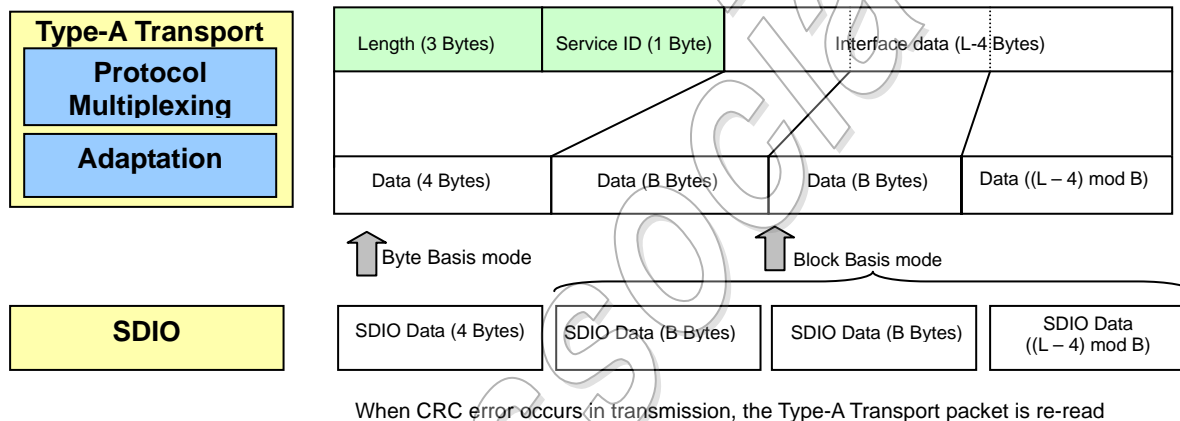 Type-A Transport
Protocol
Multiplexing
Adaptation
Length (3 Bytes)
Service ID (1 Byte)
Interface data (L-4 Bytes)
Data (4 Bytes)
Data (B Bytes)
Data (B Bytes)
Data ((L – 4) mod B)
Byte Basis mode
Block Basis mode
SDIO
SDIO Data (4 Bytes)
SDIO Data (B Bytes)
SDIO Data (B Bytes)
SDIO Data
((L – 4) mod B)
When CRC error occurs in transmission, the Type-A Transport packet is re-read